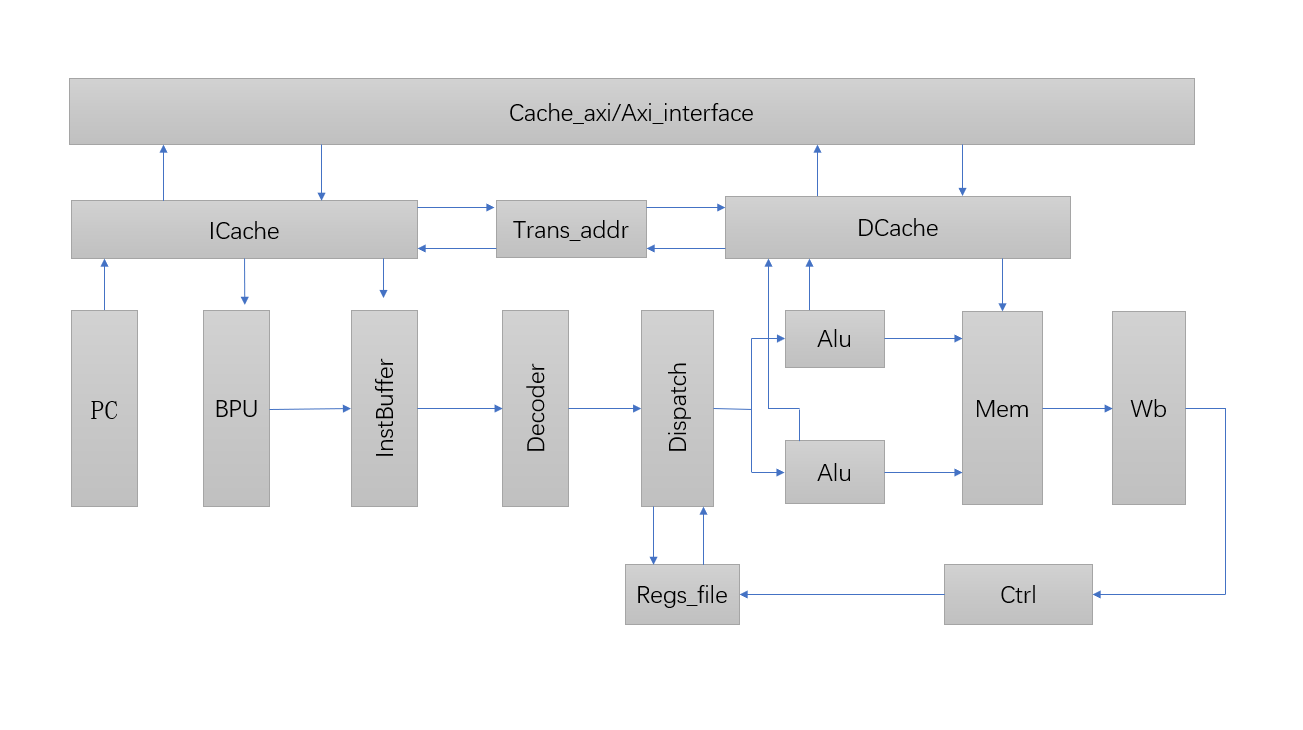 Cache_axi/Axi_interface
ICache
Trans_addr
DCache
PC
BPU
InstBuffer
Decoder
Dispatch
Alu
Alu
Mem
Wb
Regs_file
Ctrl